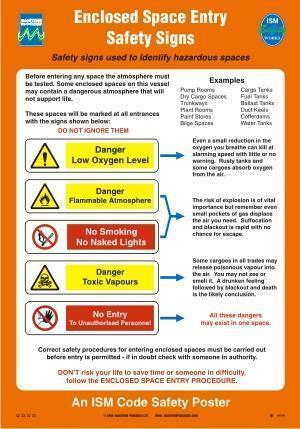 Enclosed Space Entry
Safety Signs
ISM
WORKS
Safety signs used to Identify hazardous spaces
Before entering any space the atmosphere must
be tested. Some enclosed spaces on this vessel
may contain a dangerous atmosphere that will
not support life.
These spaces will be marked at all entrances
with the signs shown below:
DO NOT IGNORE THEM
Examples
Pump Rooms
Dry Cargo Spaces
Trunkways
Plant Rooms
Paint Stores
Bilge Spaces
Cargo Tanks
Fuel Tanks
Ballast Tanks
Duct Keels
Cofferdams
Water Tanks
Danger
Low Oxygen Level
Even a small reduction in the
oxygen you breathe can kill at
alarming speed with little or no
warning. Rusty tanks and
some cargoes absorb oxygen
from the air.
Danger
Flammable Atmosphere
No Smoking
No Naked Lights
The risk of explosion is of vital
importance but remember even
small pockets of gas displace
the air you need. Suffocation
and blackout is rapid with no
chance for escape.
Danger
Toxic Vapours
Some cargoes in all trades may
release poisonous vapour into
the air. You may not see or
smell it. A drunken feeling
followed by blackout and death
is the likely conclusion.
No Entry
To Unauthorised Personnel
All these dangers
may exist in one space.
Correct safety procedures for entering enclosed spaces must be carried out
before entry is permitted - if in doubt check with someone in authority.
DON'T risk your life to save time or someone in difficulty,
follow the ENCLOSED SPACE ENTRY PROCEDURE.
An ISM Code Safety Poster